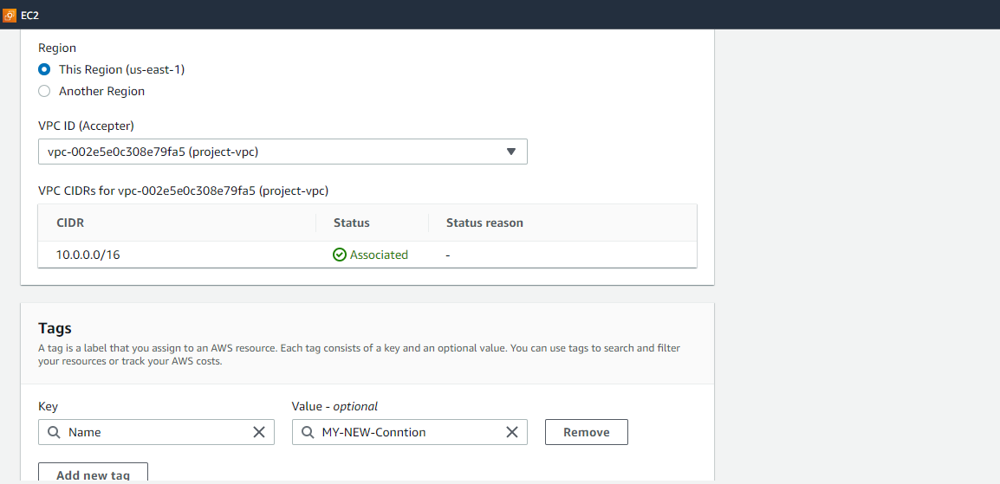 EC2
Region
This Region (us-east-1)
Another Region
VPC ID (Accepter)
vpc-002e5e0c308e79fa5 (project-vpc)
VPC CIDRs for vpc-002e5e0c308e79fa5 (project-vpc)
CIDR Status Status reason
10.0.0.0/16 Associated -
Tags
A tag is a label that you assign to an AWS resource. Each tag consists of a key and an optional value. You can use tags to search and filter
your resources or track your AWS costs.
Key Value - optional
Name MY-NEW-Conntion Remove
Add new tag